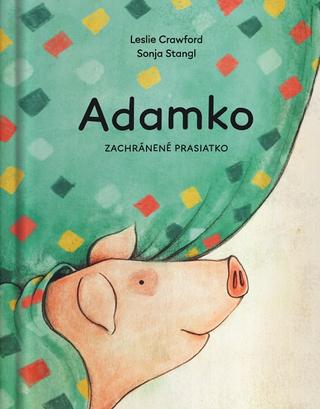 Leslie Crawford
Sonja Stangl
Adamko
ZACHRÁNENÉ PRASIATKO